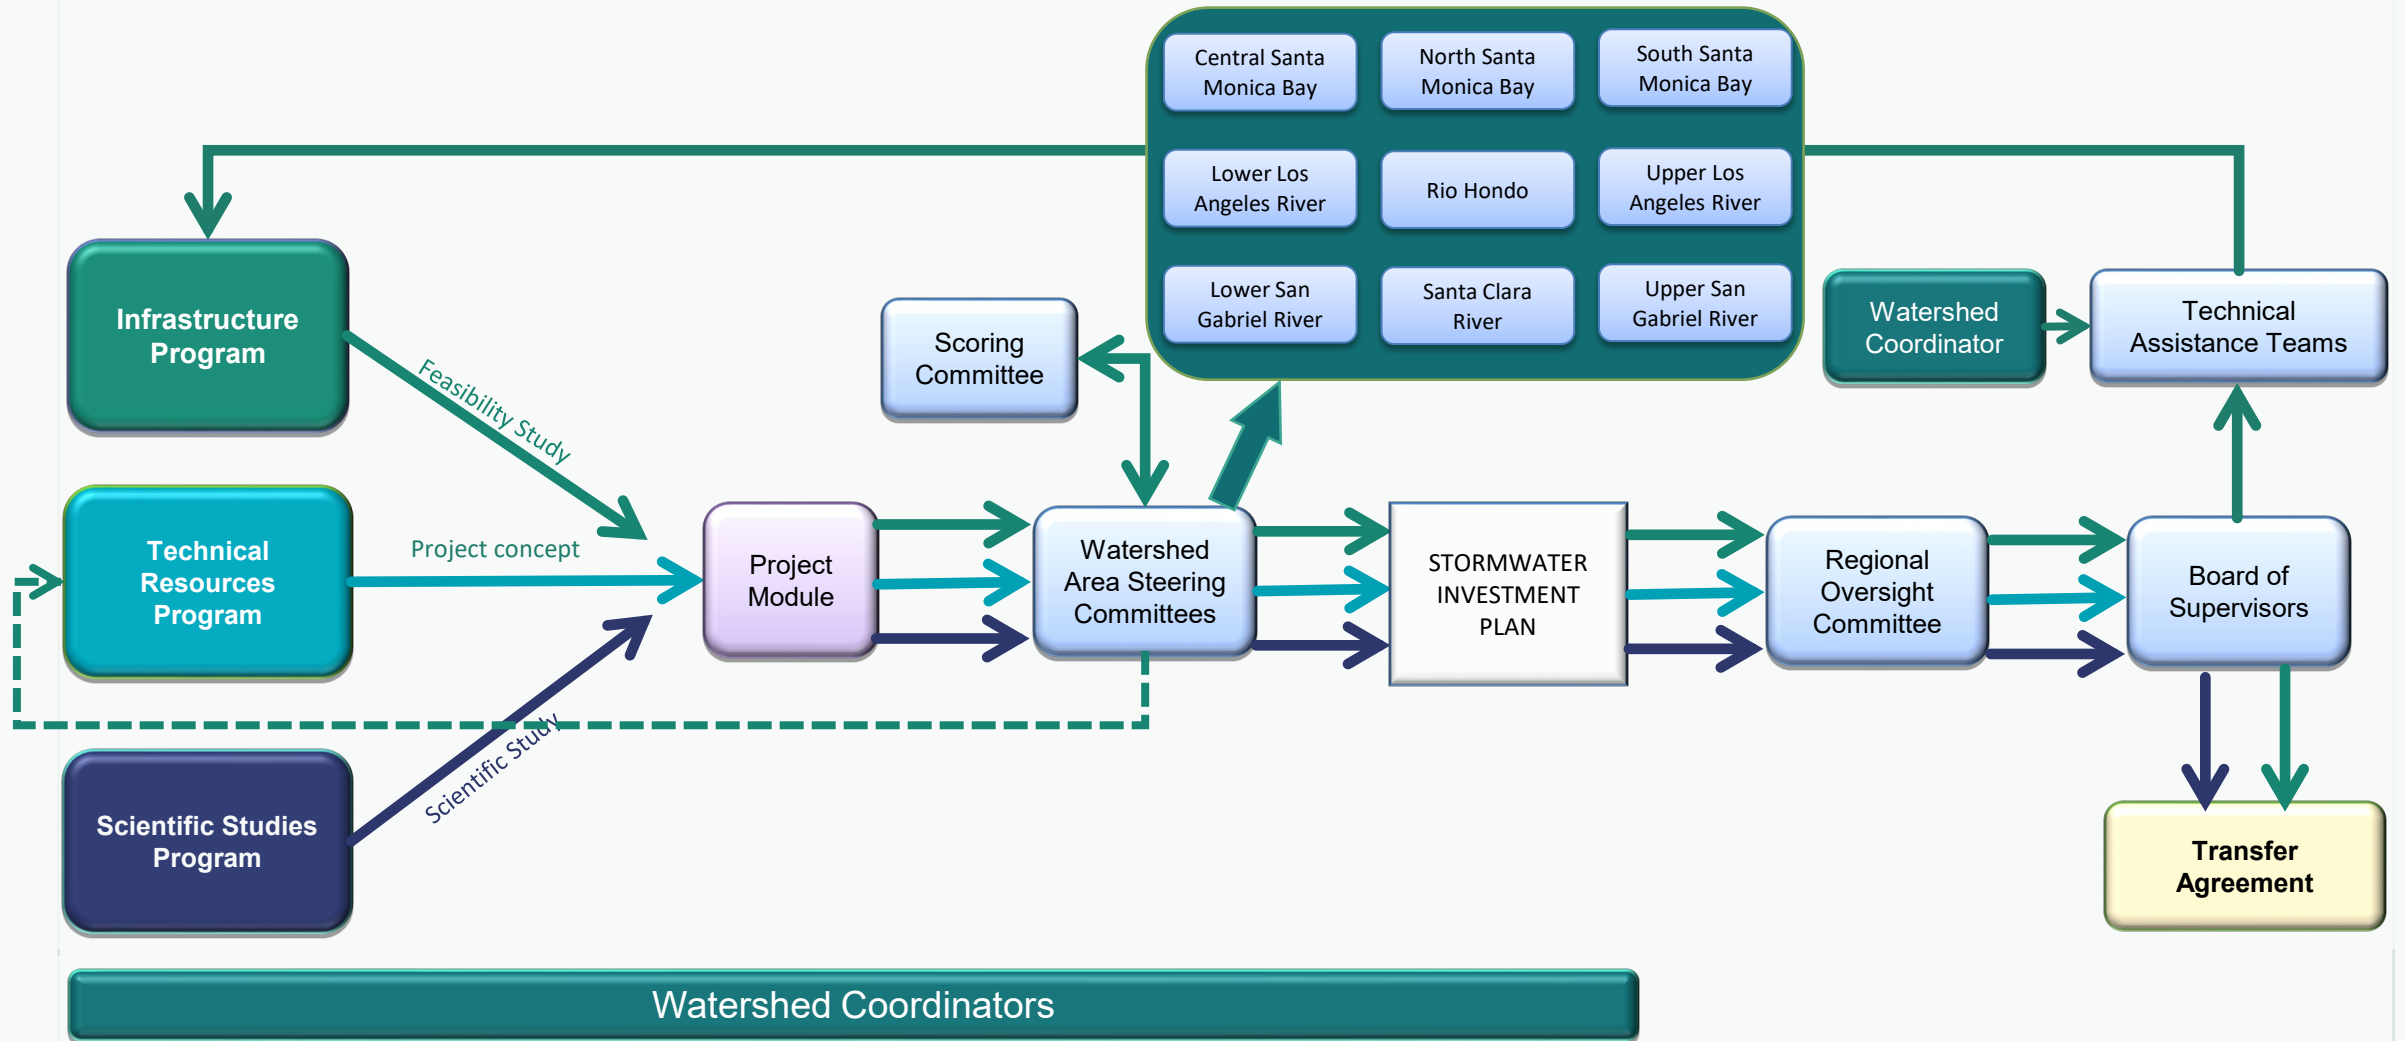 Central Santa
Monica Bay
North Santa
Monica Bay
South Santa
Monica Bay
Lower Los
Angeles River
Rio Hondo
Upper Los
Angeles River
Lower San
Gabriel River
Santa Clara
River
Upper San
Gabriel River
Infrastructure
Program
Feasibility Study
Scoring
Committee
Watershed
Coordinator
Technical
Assistance Teams
Technical
Resources
Program
Project concept
Project
Module
Watershed
Area Steering
Committees
STORMWATER
INVESTMENT
PLAN
Regional
Oversight
Committee
Board of
Supervisors
Scientific Studies
Program
Scientific Study
Transfer
Agreement
Watershed Coordinators